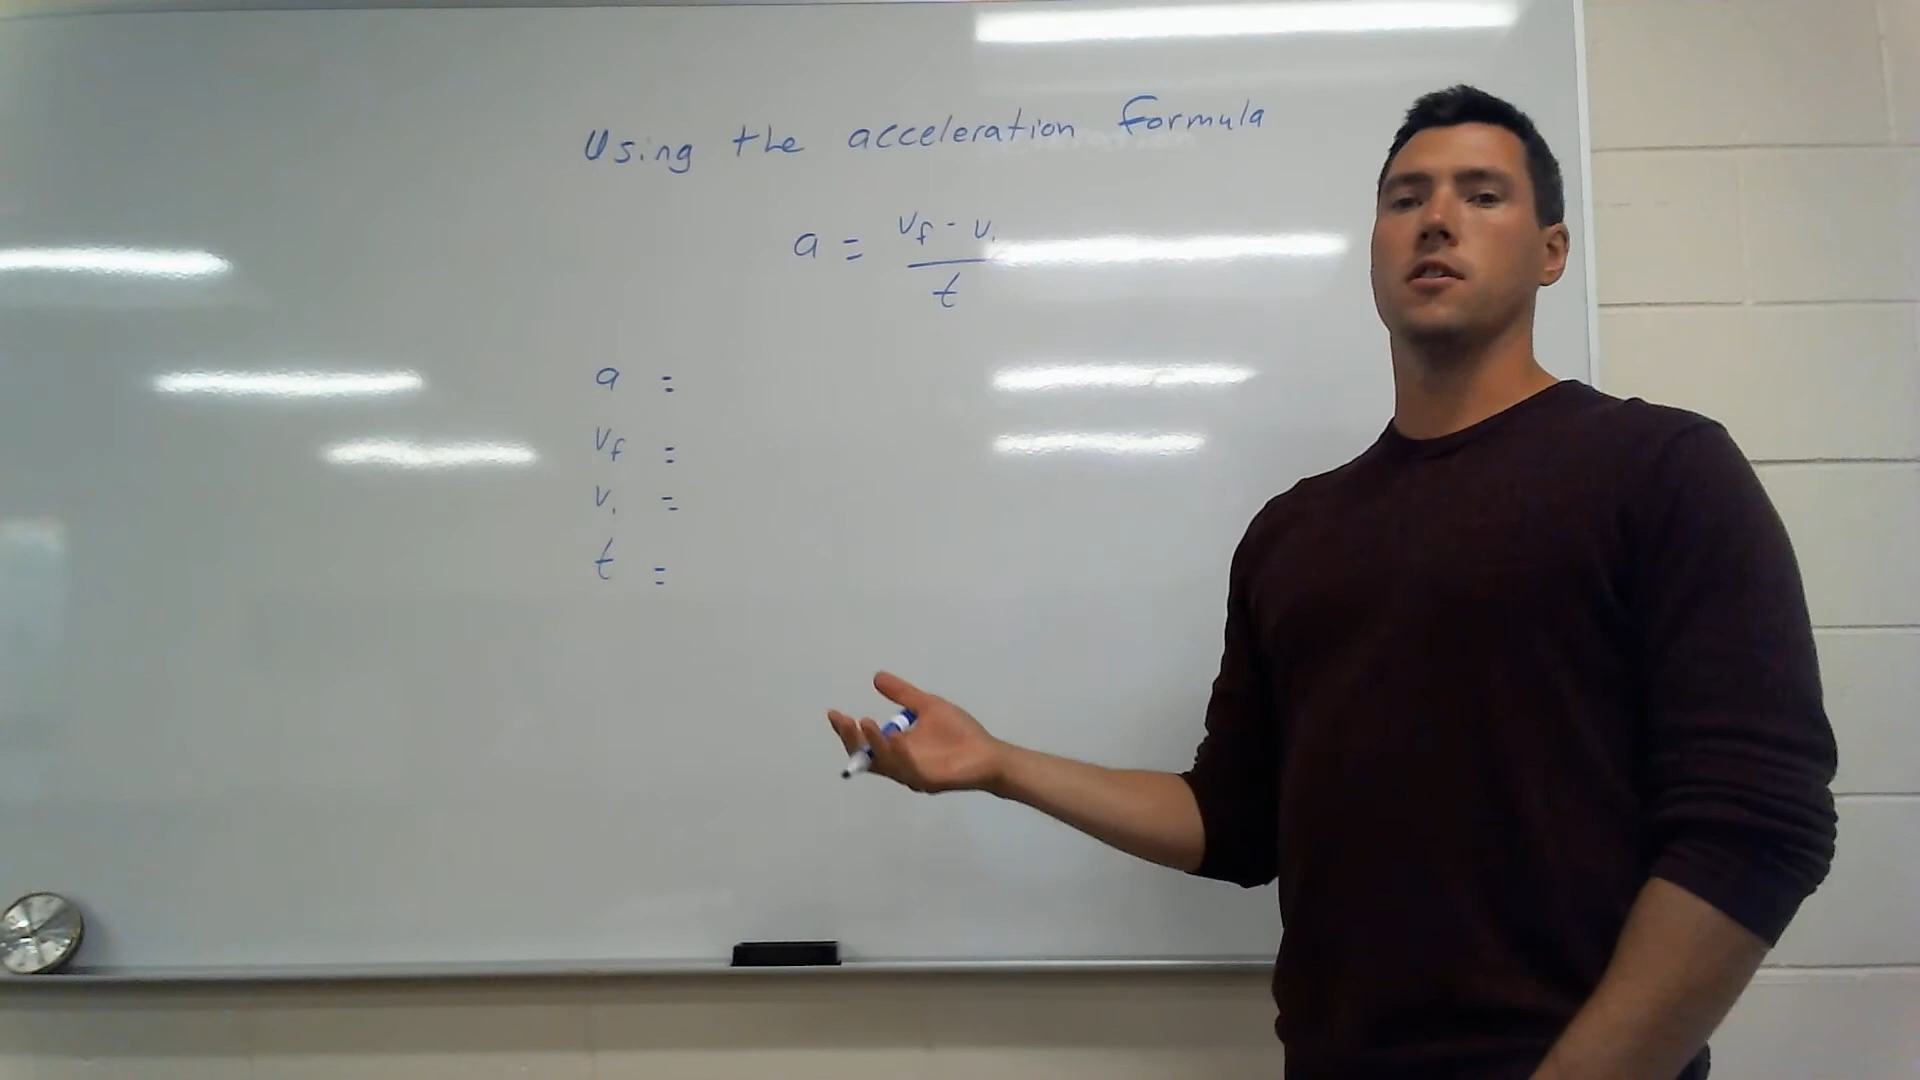 Using the acceleration formula
a = vf - vi
t
a =
vf =
vi =
t =